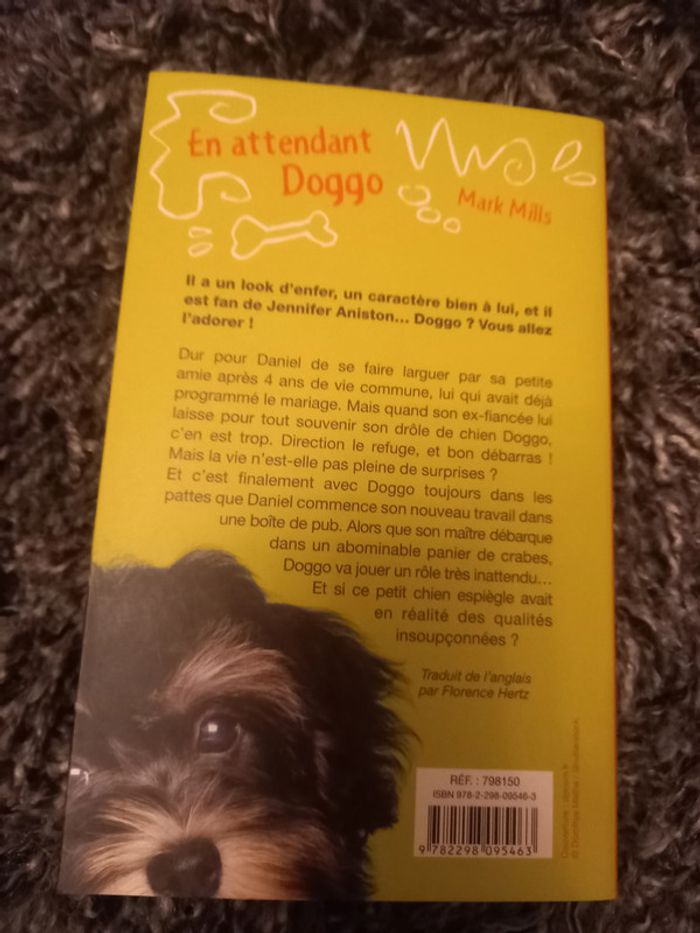 En attendant
Doggo
Mark Mills
Il a un look d'enfer, un caractère bien à lui, et il
est fan de Jennifer Aniston... Doggo ? Vous allez
l'adorer !
Dur pour Daniel de se faire larguer par sa petite
amie après 4 ans de vie commune, lui qui avait déjà
programmé le mariage. Mais quand son ex-fiancée lui
laisse pour tout souvenir son drôle de chien Doggo,
c'en est trop. Direction le refuge, et bon débarras !
Mais la vie n'est-elle pas pleine de surprises ?
Et c'est finalement avec Doggo toujours dans les
pattes que Daniel commence son nouveau travail dans
une boîte de pub. Alors que son maître débarque
dans un abominable panier de crabes,
Doggo va jouer un rôle très inattendu...
Et si ce petit chien espiègle avait
en réalité des qualités
insoupçonnées ?
Traduit de l'anglais
par Florence Hertz
RÉF. : 798150
ISBN 978-2-298-09546-3
9 782298 095463
Couverture :
© / Shutterstock